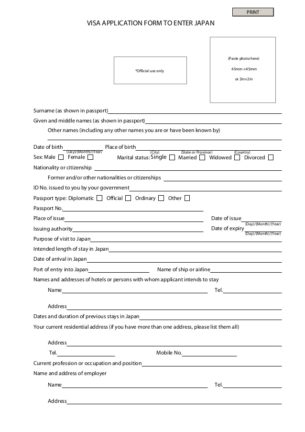 PRINT
VISA APPLICATION FORM TO ENTER JAPAN
(Paste photo here)
45mm x45mm
or 2in x2in
*Official use only
Surname (as shown in passport)
Given and middle names (as shown in passport)
Other names (including any other names you are or have been known by)
Date of birth Place of birth
(Day)/(Month)/(Year) (City) (State or Province) (Country)
Sex: Male Female Marital status: Single Married Widowed Divorced
Nationality or citizenship
Former and/or other nationalities or citizenships
ID No. issued to you by your government
Passport type: Diplomatic Official Ordinary Other
Passport No.
Place of issue Date of issue
(Day)/(Month)/(Year)
Issuing authority Date of expiry
(Day)/(Month)/(Year)
Purpose of visit to Japan
Intended length of stay in Japan
Date of arrival in Japan
Port of entry into Japan Name of ship or airline
Names and addresses of hotels or persons with whom applicant intends to stay
Name Tel.
Address
Dates and duration of previous stays in Japan
Your current residential address (if you have more than one address, please list them all)
Address
Tel. Mobile No.
Current profession or occupation and position
Name and address of employer
Name Tel.
Address